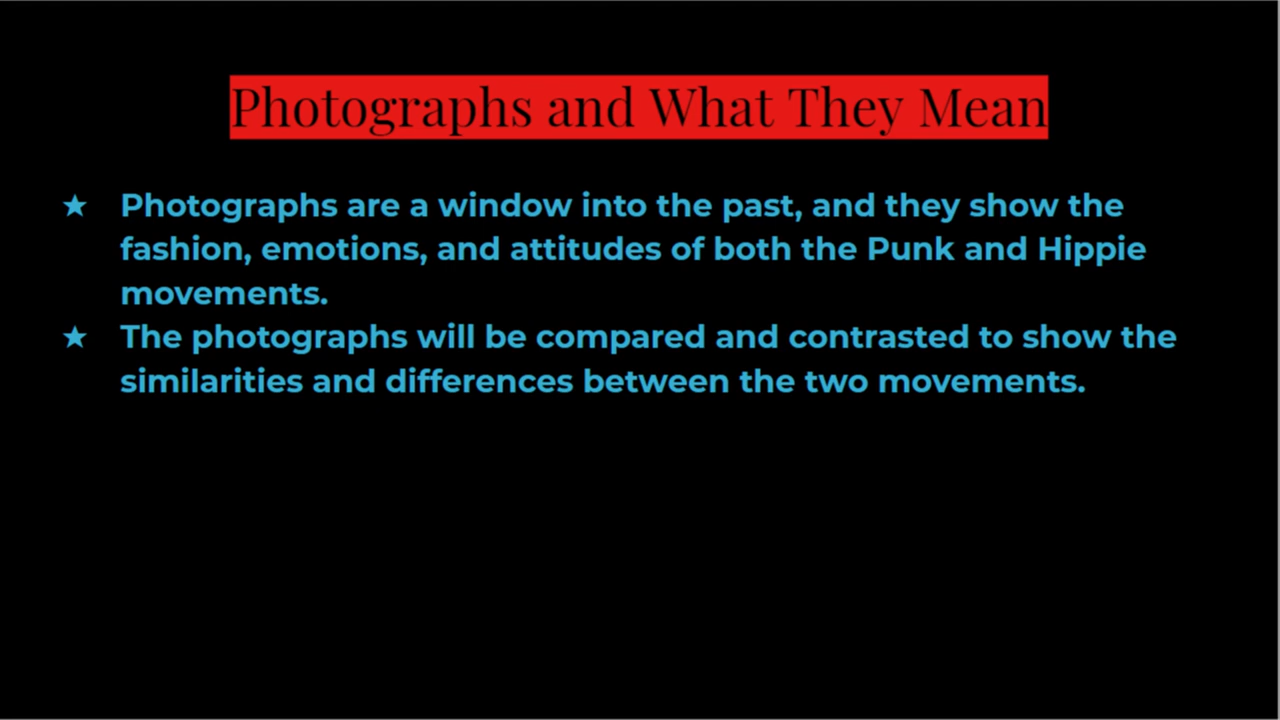 Photographs and What They Mean
★ Photographs are a window into the past, and they show the
fashion, emotions, and attitudes of both the Punk and Hippie
movements.
★ The photographs will be compared and contrasted to show the
similarities and differences between the two movements.